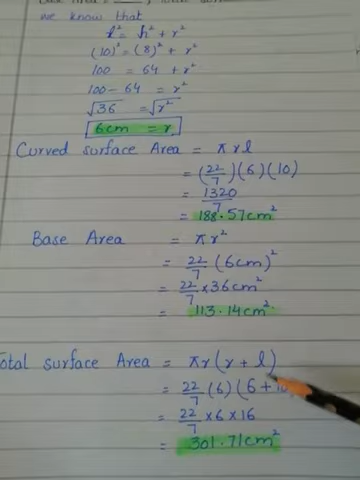 we know that
l² = h² + r²
(10)² = (8)² + r²
100 = 64 + r²
100 - 64 = r²
√36 = √r²
6cm = r
Curved surface Area = πrl
= (22/7)(6)(10)
= 1320/7
= 188.57cm²
Base Area = πr²
= 22/7 (6cm)²
= 22/7 × 36cm²
= 113.14cm²
Total surface Area = πr(r + l)
= 22/7 (6)(6 + 10)
= 22/7 × 6 × 16
= 301.71cm²